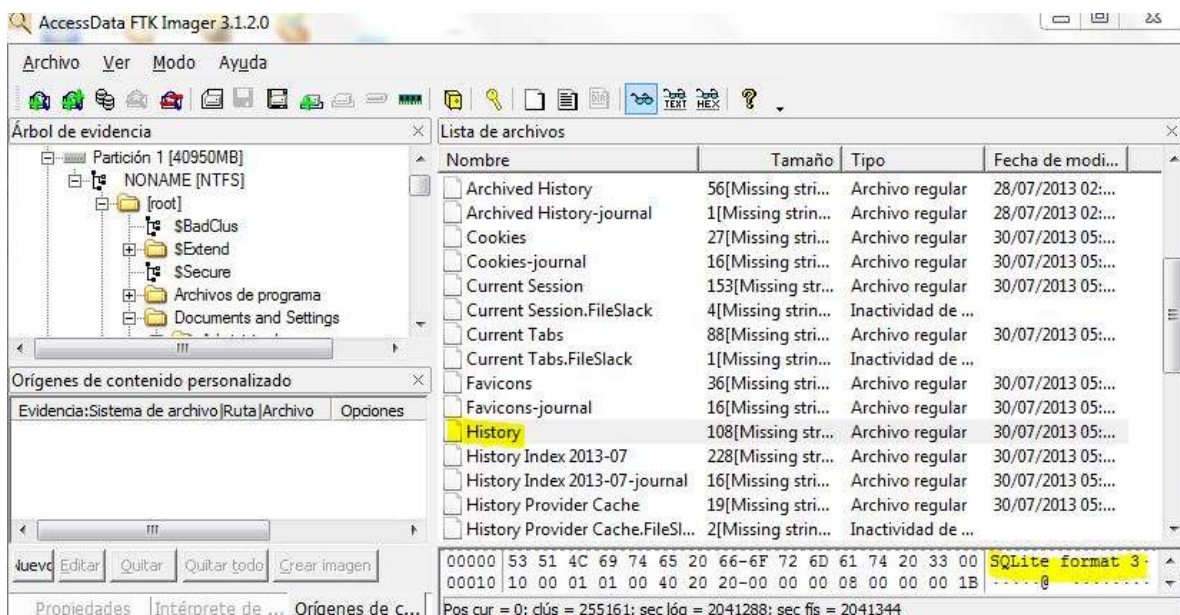 AccessData FTK Imager 3.1.2.0
Archivo Ver Modo Ayuda
TEXT HEX
Árbol de evidencia
Partición 1 [40950MB]
NONAME [NTFS]
[root]
$BadClus
$Extend
$Secure
Archivos de programa
Documents and Settings
Orígenes de contenido personalizado
Evidencia:Sistema de archivo|Ruta|Archivo Opciones
Editar Quitar Quitar todo Crear imagen
Propiedades Intérprete de ... Orígenes de c...
Lista de archivos
Nombre Tamaño Tipo Fecha de modi...
Archived History 56[Missing stri... Archivo regular 28/07/2013 02:...
Archived History-journal 1[Missing strin... Archivo regular 28/07/2013 02:...
Cookies 27[Missing stri... Archivo regular 30/07/2013 05:...
Cookies-journal 16[Missing stri... Archivo regular 30/07/2013 05:...
Current Session 153[Missing str... Archivo regular 30/07/2013 05:...
Current Session.FileSlack 4[Missing strin... Inactividad de ...
Current Tabs 88[Missing stri... Archivo regular 30/07/2013 05:...
Current Tabs.FileSlack 1[Missing strin... Inactividad de ...
Favicons 36[Missing stri... Archivo regular 30/07/2013 05:...
Favicons-journal 16[Missing stri... Archivo regular 30/07/2013 05:...
History 108[Missing str... Archivo regular 30/07/2013 05:...
History Index 2013-07 228[Missing str... Archivo regular 30/07/2013 05:...
History Index 2013-07-journal 16[Missing stri... Archivo regular 30/07/2013 05:...
History Provider Cache 19[Missing stri... Archivo regular 30/07/2013 05:...
History Provider Cache.FileSl... 2[Missing strin... Inactividad de ...
00000 53 51 4C 69 74 65 20 66-6F 72 6D 61 74 20 33 00 SQLite format 3·
00010 10 00 01 01 00 40 20 20-00 00 00 08 00 00 00 1B ·····@ ········
Pos cur = 0; clús = 255161; sec lóg = 2041288; sec fís = 2041344